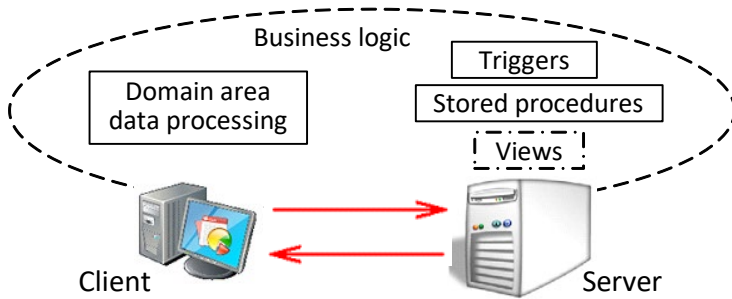 Business logic
Triggers
Domain area
data processing
Stored procedures
Views
Client
Server